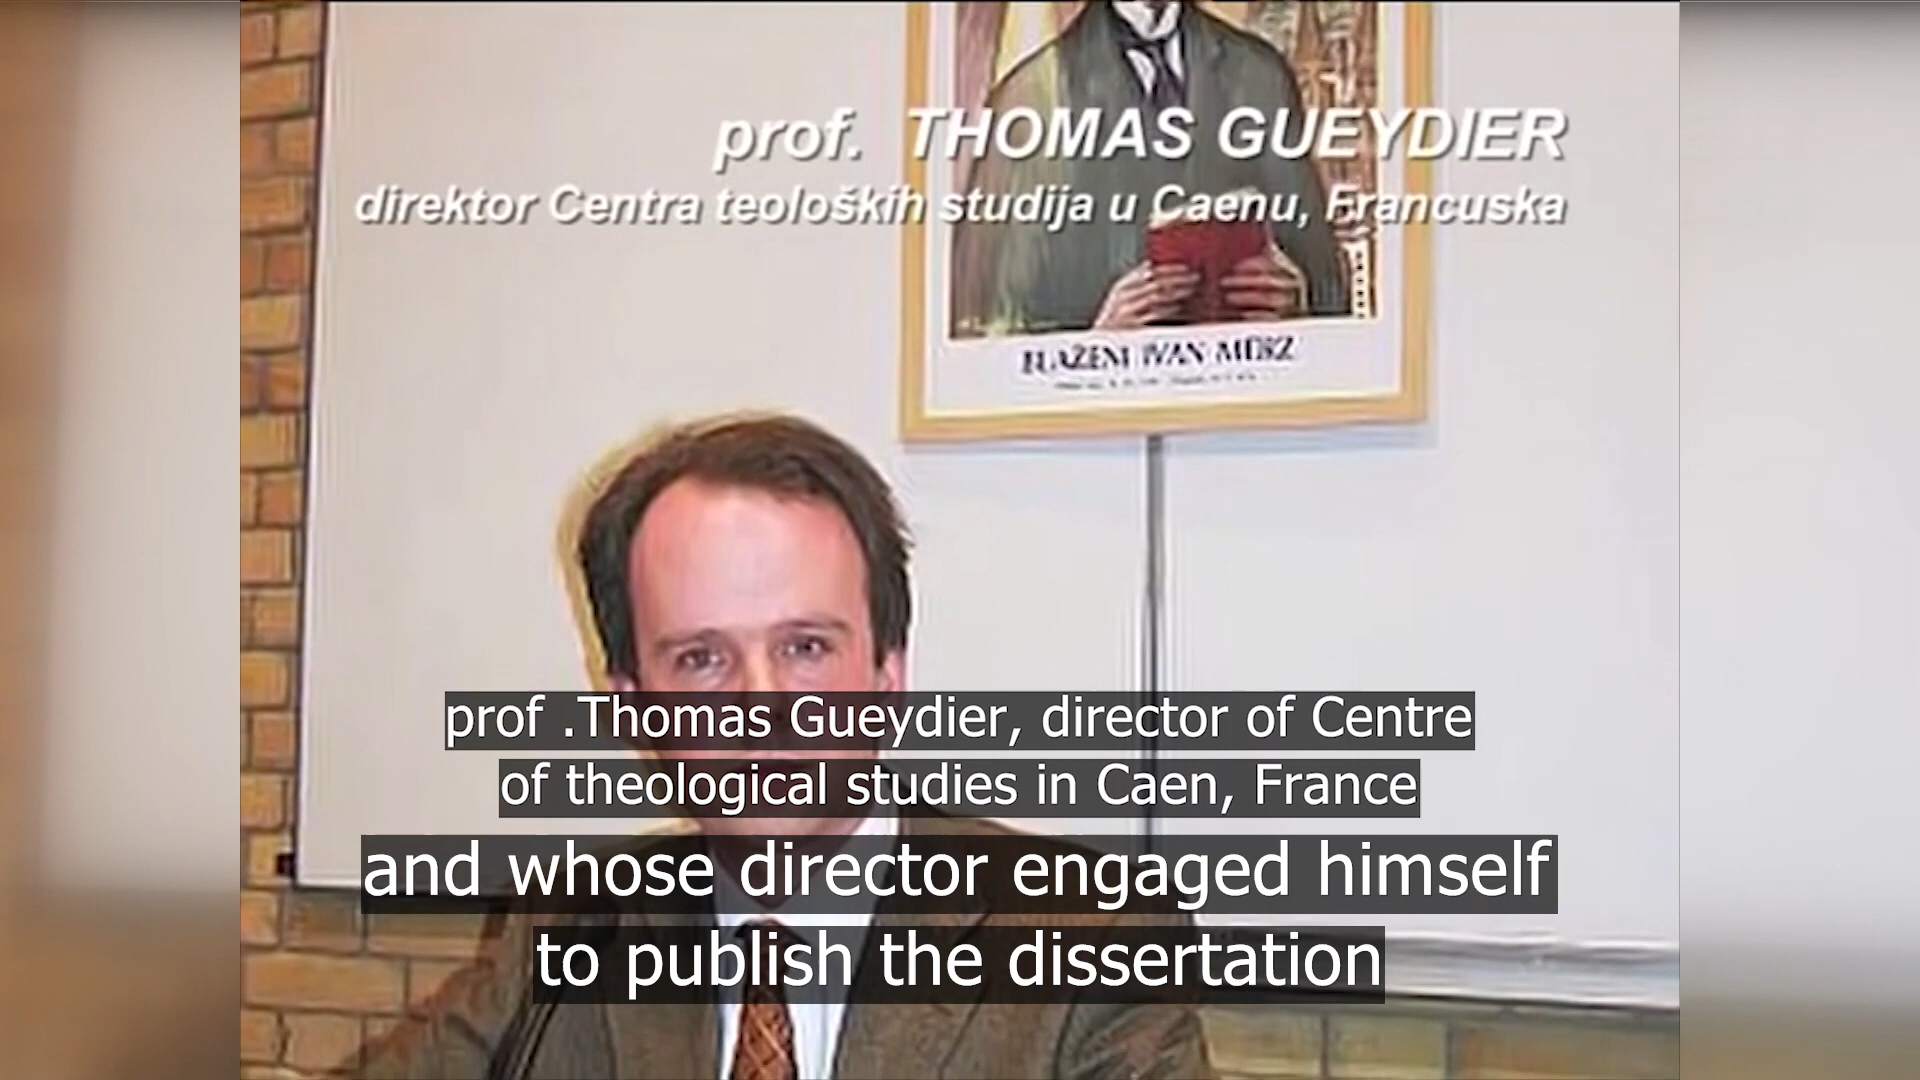 prof. THOMAS GUEYDIER
direktor Centra teoloških studija u Caenu, Francuska
BLAŽENI IVAN MERZ
prof .Thomas Gueydier, director of Centre
of theological studies in Caen, France
and whose director engaged himself
to publish the dissertation